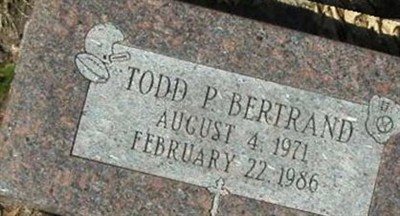 TODD P. BERTRAND
AUGUST 4, 1971
FEBRUARY 22, 1986